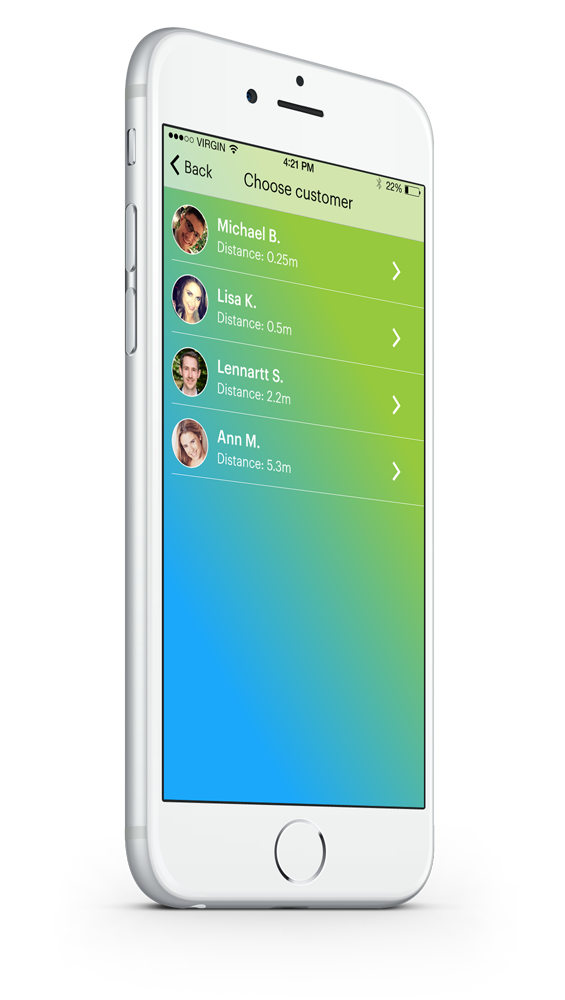 VIRGIN
4:21 PM
22%
Back
Choose customer
Michael B.
Distance: 0.25m
Lisa K.
Distance: 0.5m
Lennartt S.
Distance: 2.2m
Ann M.
Distance: 5.3m